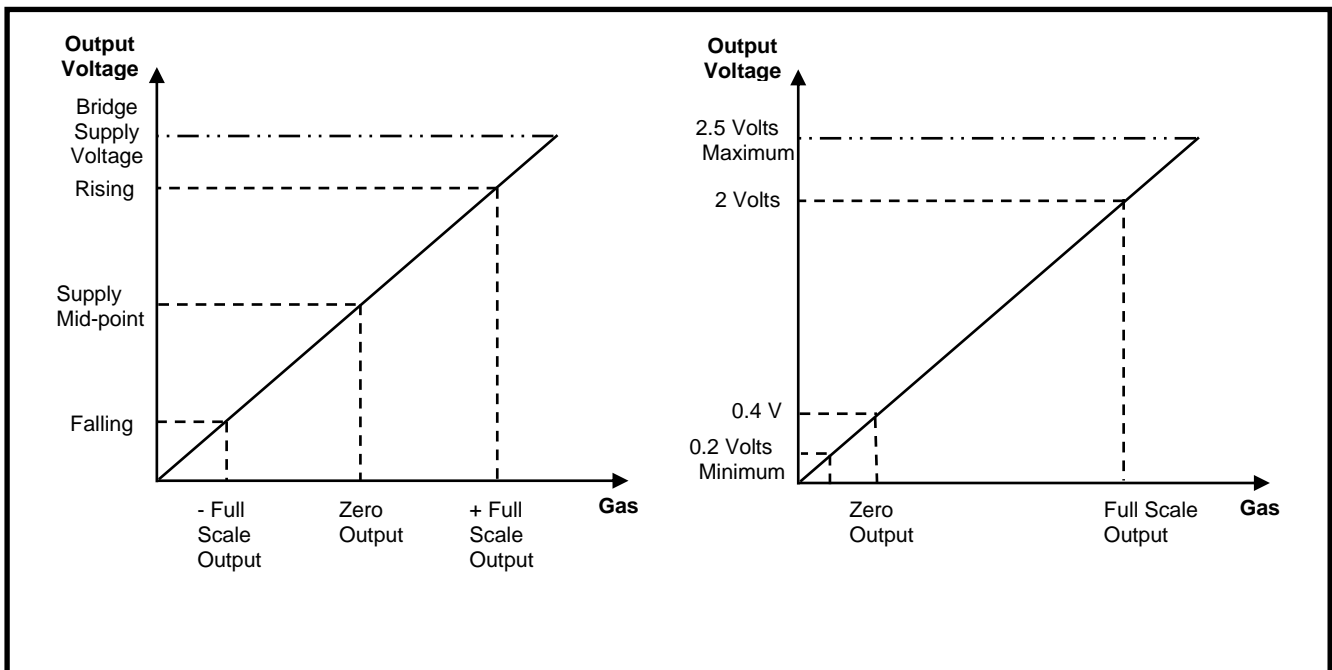 Output
Voltage
Bridge
Supply
Voltage
Rising
Supply
Mid-point
Falling
- Full
Scale
Output
Zero
Output
+ Full
Scale
Output
Gas
Output
Voltage
2.5 Volts
Maximum
2 Volts
0.4 V
0.2 Volts
Minimum
Zero
Output
Full Scale
Output
Gas